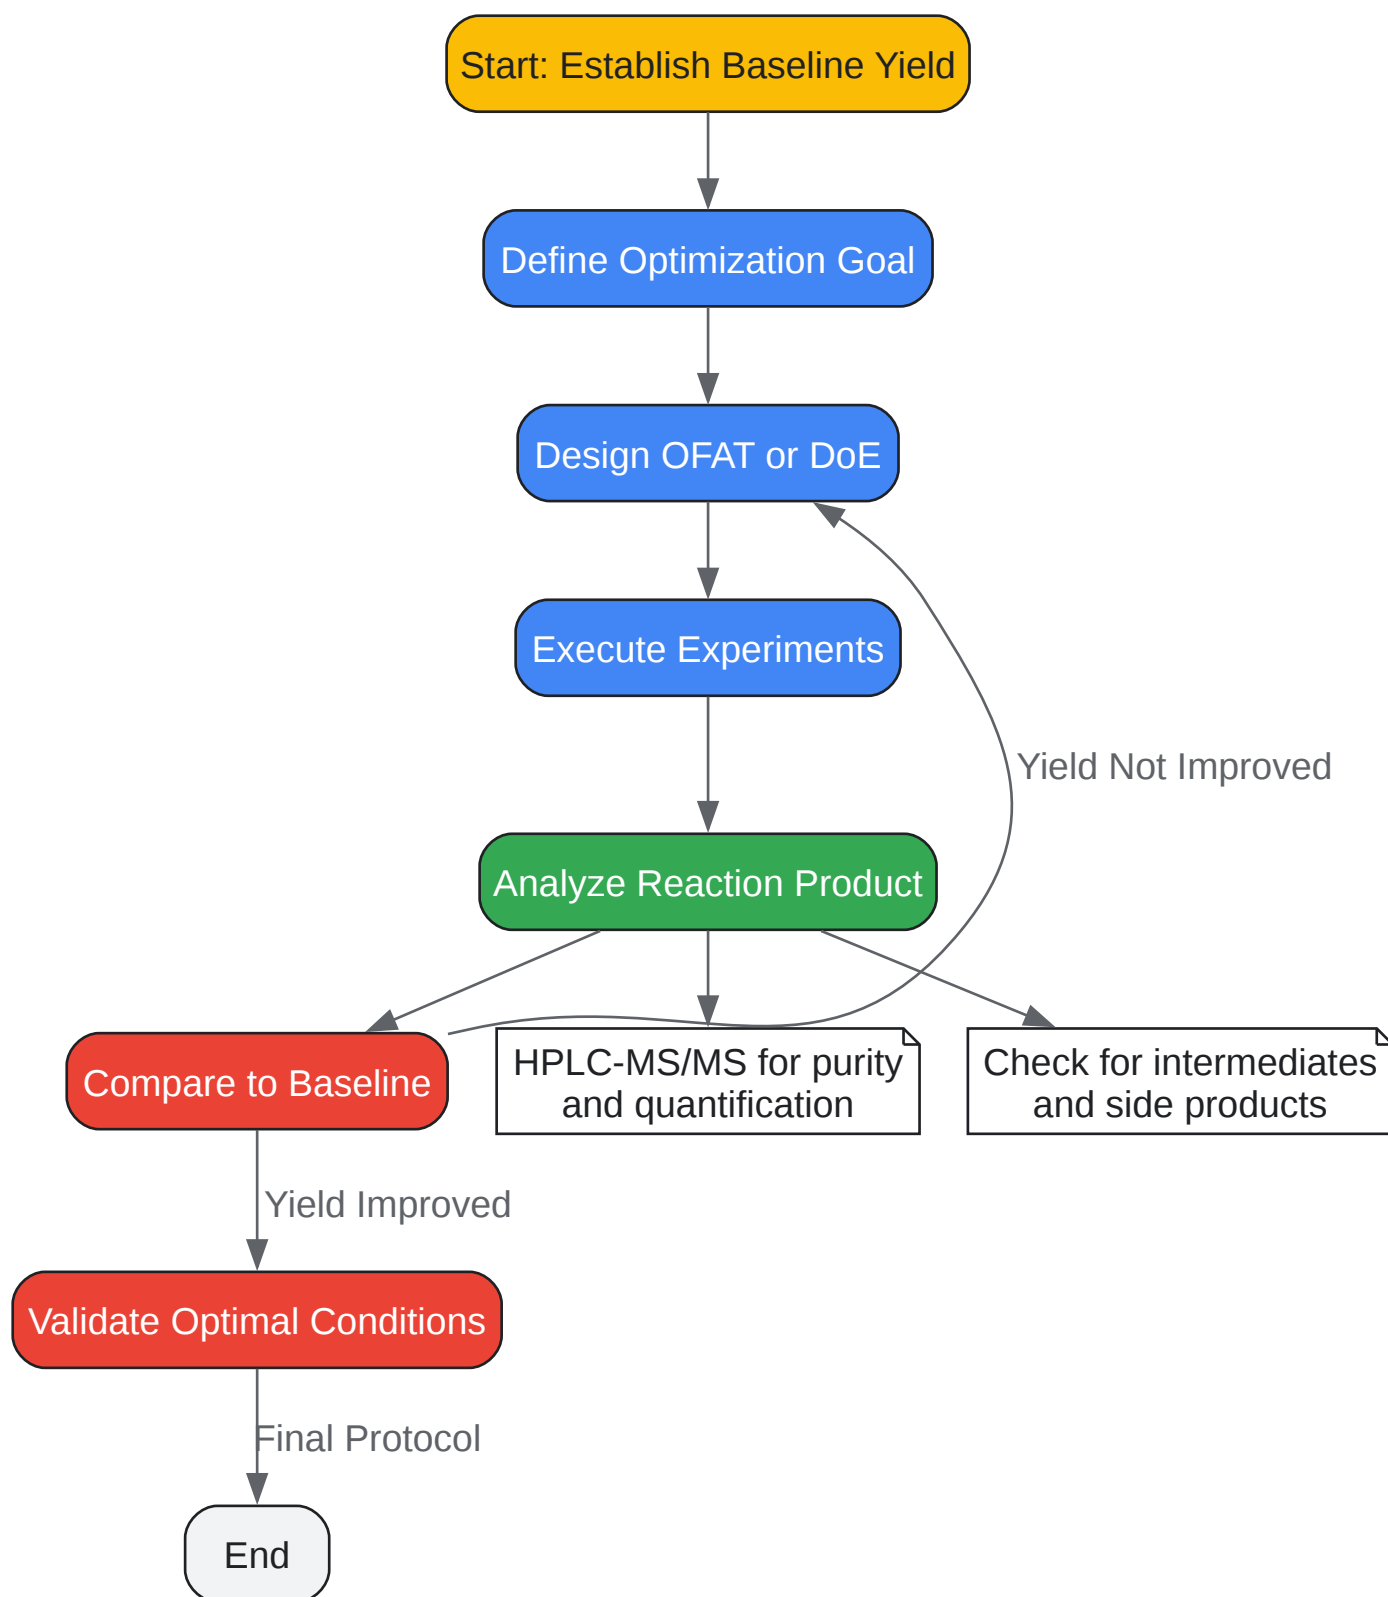 Start: Establish Baseline Yield
Define Optimization Goal
Design OFAT or DoE
Execute Experiments
Yield Not Improved
Analyze Reaction Product
Compare to Baseline
HPLC-MS/MS for purity
and quantification
Check for intermediates
and side products
Yield Improved
Validate Optimal Conditions
Final Protocol
End